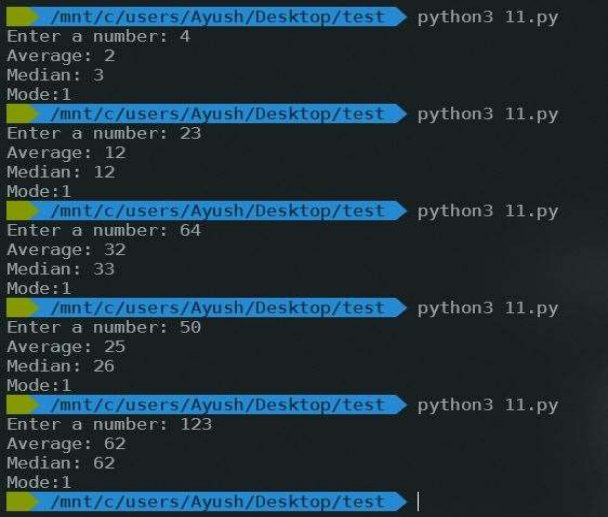 /mnt/c/users/Ayush/Desktop/test python3 11.py
Enter a number: 4
Average: 2
Median: 3
Mode:1
/mnt/c/users/Ayush/Desktop/test python3 11.py
Enter a number: 23
Average: 12
Median: 12
Mode:1
/mnt/c/users/Ayush/Desktop/test python3 11.py
Enter a number: 64
Average: 32
Median: 33
Mode:1
/mnt/c/users/Ayush/Desktop/test python3 11.py
Enter a number: 50
Average: 25
Median: 26
Mode:1
/mnt/c/users/Ayush/Desktop/test python3 11.py
Enter a number: 123
Average: 62
Median: 62
Mode:1
/mnt/c/users/Ayush/Desktop/test